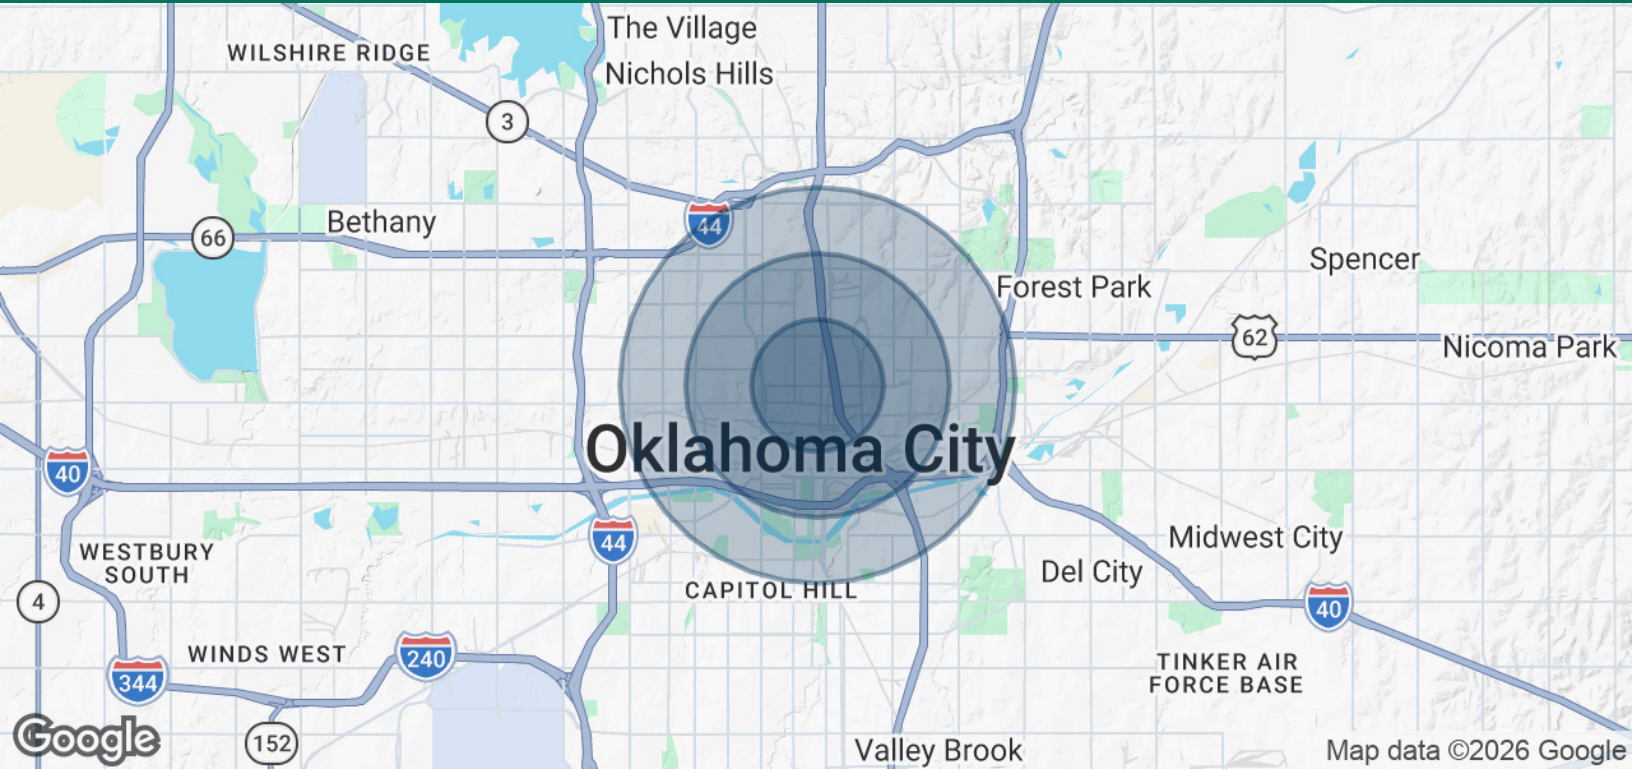 The Village
WILSHIRE RIDGE
Nichols Hills
3
44
Bethany
66
Spencer
Forest Park
62
Nicoma Park
Oklahoma City
40
44
Midwest City
WESTBURY
SOUTH
Del City
CAPITOL HILL
4
40
WINDS WEST
240
TINKER AIR
FORCE BASE
344
152
Google
Valley Brook
Map data ©2026 Google